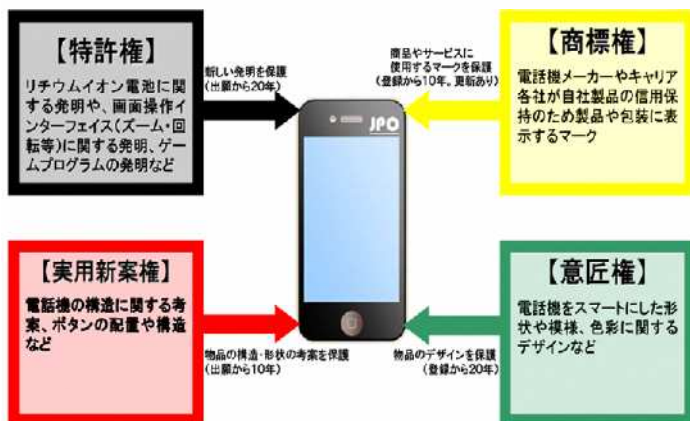 【特許権】
リチウムイオン電池に関
する発明や、画面操作イ
ンターフェイス(ズーム・回
転等)に関する発明、ゲー
ムプログラムの発明など
新しい発明を保護
(出願から20年)
商品やサービスに
使用するマークを保護
(登録から10年。更新あり)
【商標権】
電話機メーカーやキャリア
各社が自社製品の信用
保持のため製品や包装に表
示するマーク
JPO
【実用新案権】
電話機の構造に関する考
案、ボタンの配置や構造
など
物品の構造・形状の考案を保護
(出願から10年)
物品のデザインを保護
(登録から20年)
【意匠権】
電話機をスマートにした形
状や模様、色彩に関する
デザインなど